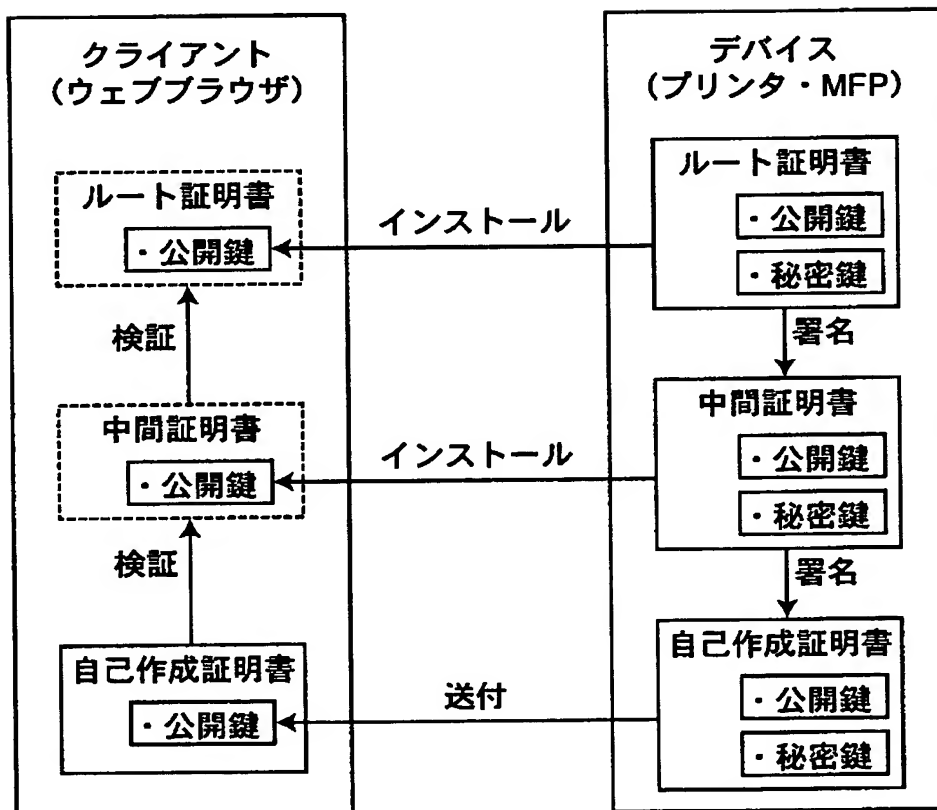 クライアント
（ウェブブラウザ）
ルート証明書
・公開鍵
検証
中間証明書
・公開鍵
検証
自己作成証明書
・公開鍵
インストール
インストール
送付
デバイス
（プリンタ・MFP）
ルート証明書
・公開鍵
・秘密鍵
署名
中間証明書
・公開鍵
・秘密鍵
署名
自己作成証明書
・公開鍵
・秘密鍵